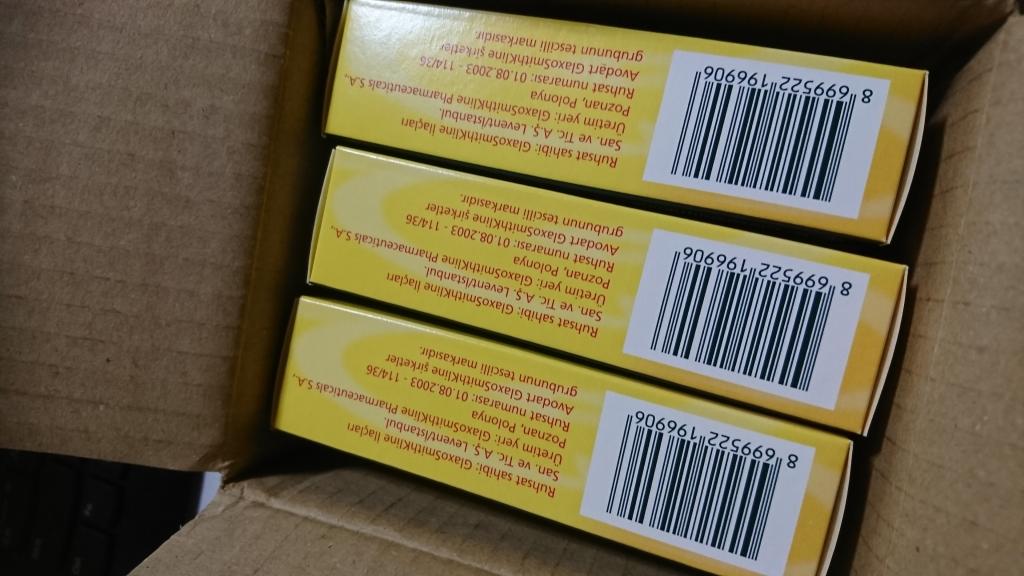 Ruhsat sahibi: GlaxoSmithKline İlaçları
San. ve Tic. A.Ş. Levent/İstanbul.
Üretim yeri: GlaxoSmithKline Pharmaceuticals S.A.,
Poznan, Polonya
Ruhsat numarası: 01.08.2003 - 114/36
Avodart GlaxoSmithKline şirketler
grubunun tescilli markasıdır.
8 699522 196906
Ruhsat sahibi: GlaxoSmithKline İlaçları
San. ve Tic. A.Ş. Levent/İstanbul.
Üretim yeri: GlaxoSmithKline Pharmaceuticals S.A.,
Poznan, Polonya
Ruhsat numarası: 01.08.2003 - 114/36
Avodart GlaxoSmithKline şirketler
grubunun tescilli markasıdır.
8 699522 196906
Ruhsat sahibi: GlaxoSmithKline İlaçları
San. ve Tic. A.Ş. Levent/İstanbul.
Üretim yeri: GlaxoSmithKline Pharmaceuticals S.A.,
Poznan, Polonya
Ruhsat numarası: 01.08.2003 - 114/36
Avodart GlaxoSmithKline şirketler
grubunun tescilli markasıdır.
8 699522 196906